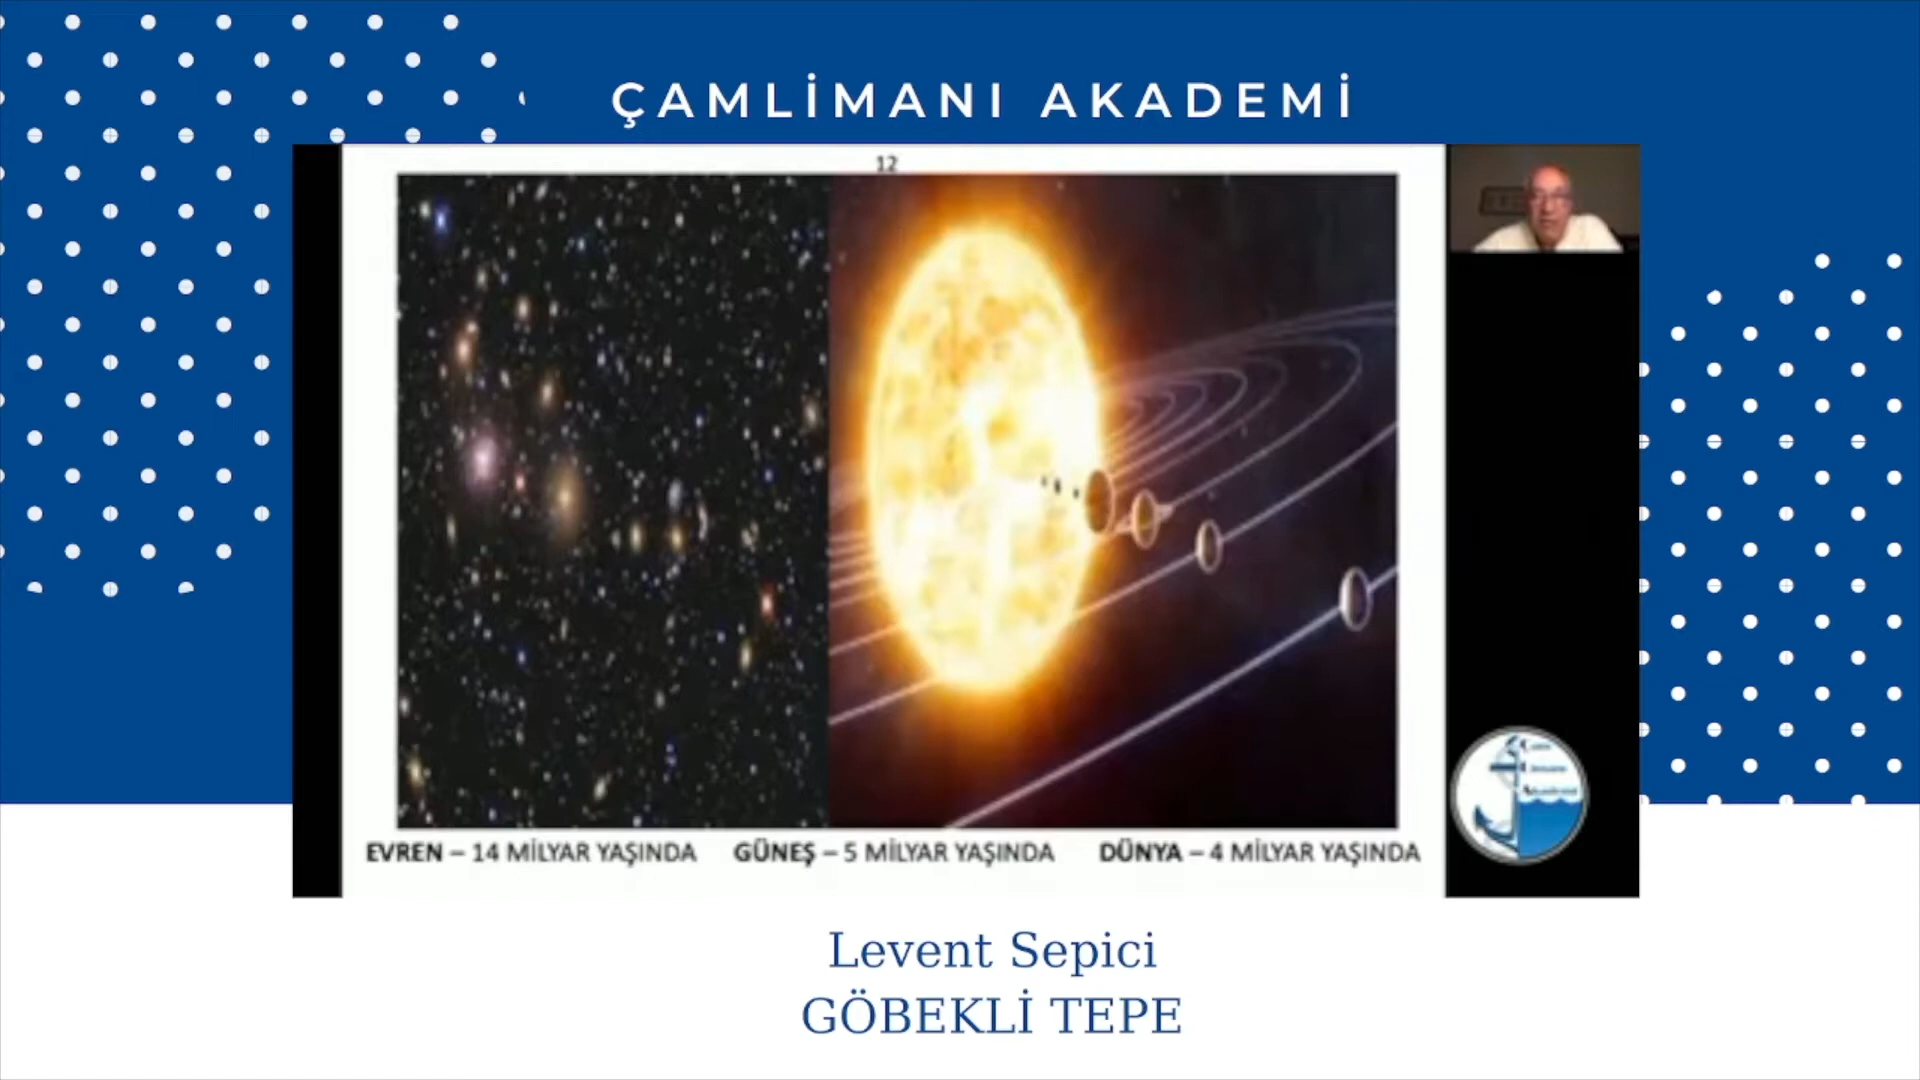 ÇAMLİMANI AKADEMİ
12
EVREN – 14 MİLYAR YAŞINDA GÜNEŞ – 5 MİLYAR YAŞINDA DÜNYA – 4 MİLYAR YAŞINDA
Levent Sepici
GÖBEKLİ TEPE